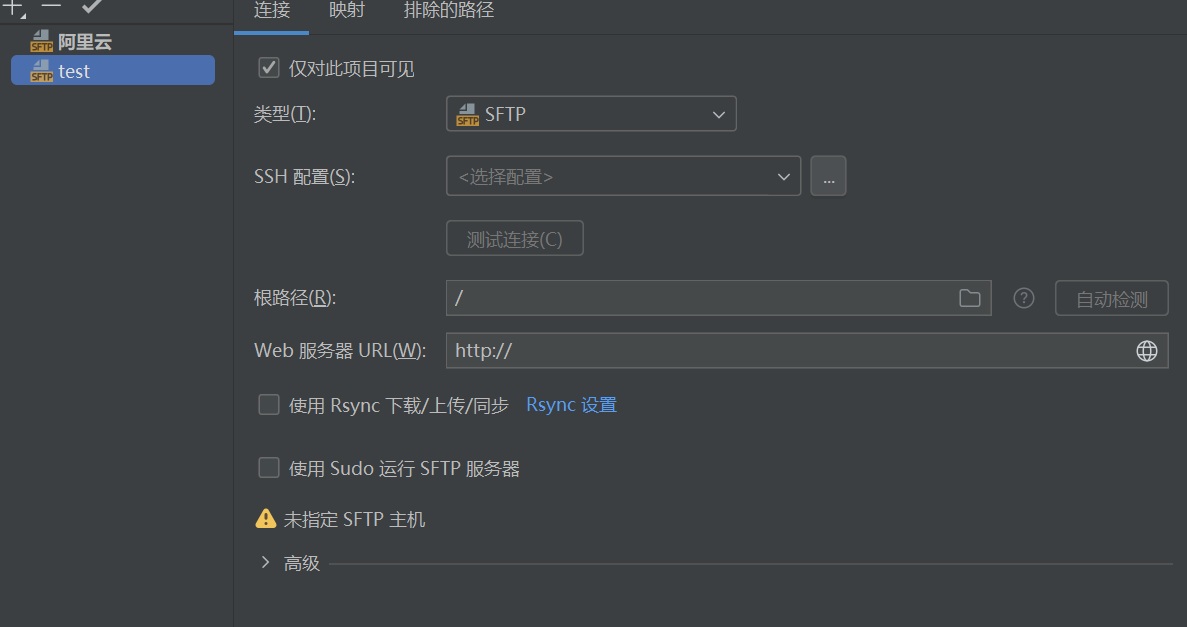 连接 映射 排除的路径
SFTP 阿里云
SFTP test
仅对此项目可见
类型(T): SFTP SFTP
SSH 配置(S): <选择配置> ...
测试连接(C)
根路径(R): / ? 自动检测
Web 服务器 URL(W): http://
使用 Rsync 下载/上传/同步 Rsync 设置
使用 Sudo 运行 SFTP 服务器
未指定 SFTP 主机
高级